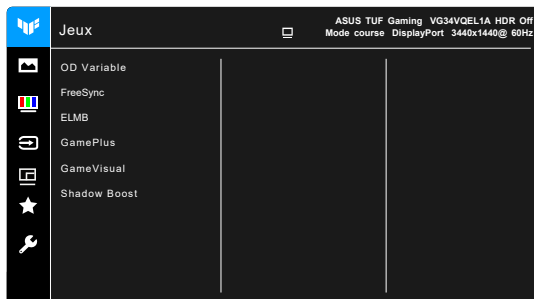 Jeux
ASUS TUF Gaming VG34VQEL1A HDR Off
Mode course DisplayPort 3440x1440@ 60Hz
OD Variable
FreeSync
ELMB
GamePlus
GameVisual
Shadow Boost